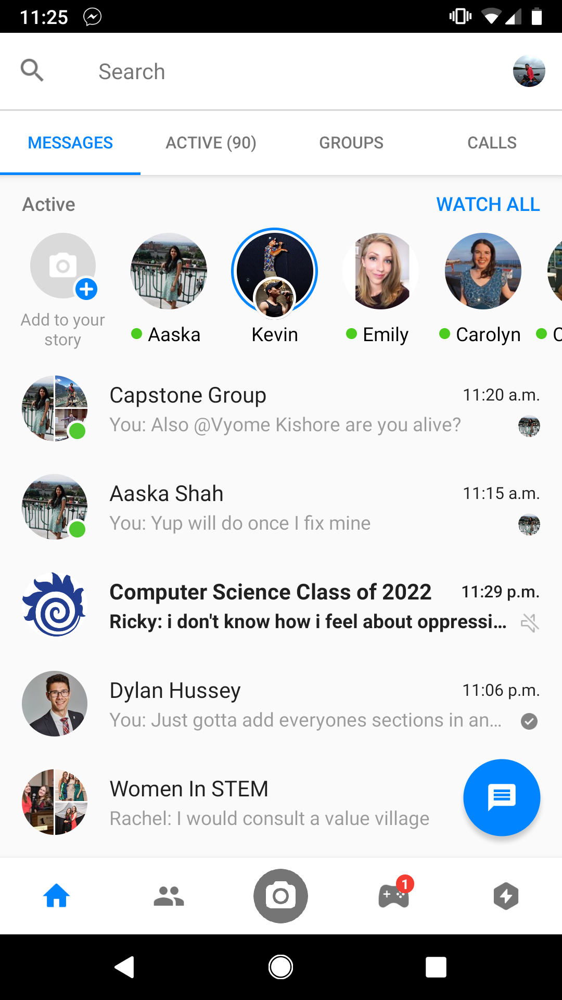 11:25
Search
MESSAGES ACTIVE (90) GROUPS CALLS
Active WATCH ALL
Add to your
story
Aaska Kevin Emily Carolyn
Capstone Group 11:20 a.m.
You: Also @Vyome Kishore are you alive?
Aaska Shah 11:15 a.m.
You: Yup will do once I fix mine
Computer Science Class of 2022 11:29 p.m.
Ricky: i don't know how i feel about oppressi...
Dylan Hussey 11:06 p.m.
You: Just gotta add everyones sections in an...
Women In STEM
Rachel: I would consult a value village
1